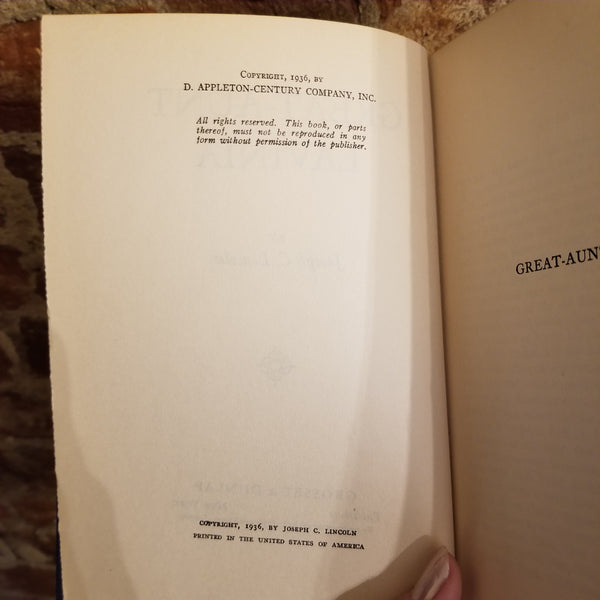 Copyright, 1936, by
D. APPLETON-CENTURY COMPANY, INC.
All rights reserved. This book, or parts
thereof, must not be reproduced in any
form without permission of the publisher.
COPYRIGHT, 1936, BY JOSEPH C. LINCOLN
PRINTED IN THE UNITED STATES OF AMERICA
GREAT-AUNT